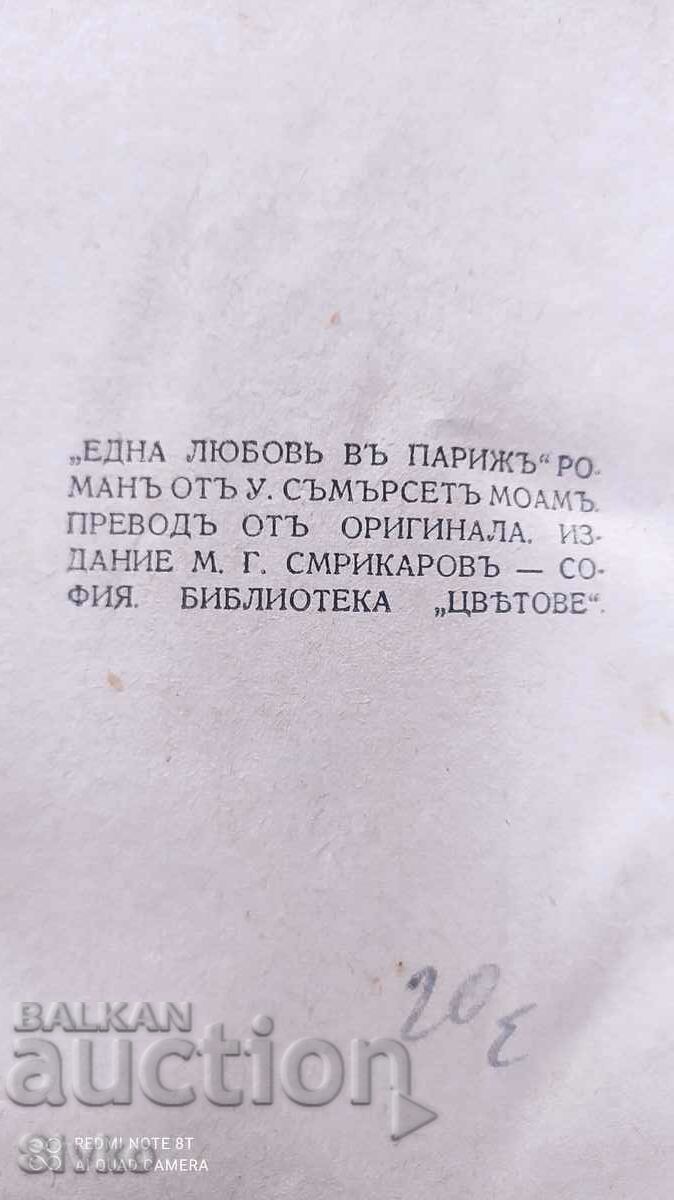 „ЕДНА ЛЮБОВЬ ВЪ ПАРИЖЪ“ РО-
МАНЪ ОТЪ У. СЪМЪРСЕТЪ МОАМЪ.
ПРЕВОДЪ ОТЪ ОРИГИНАЛА. ИЗ-
ДАНИЕ М. Г. СМРИКАРОВЪ — СО-
ФИЯ. БИБЛИОТЕКА „ЦВѢТОВЕ“.
20
BALKAN
auction
REDMI NOTE 8T
AI QUAD CAMERA